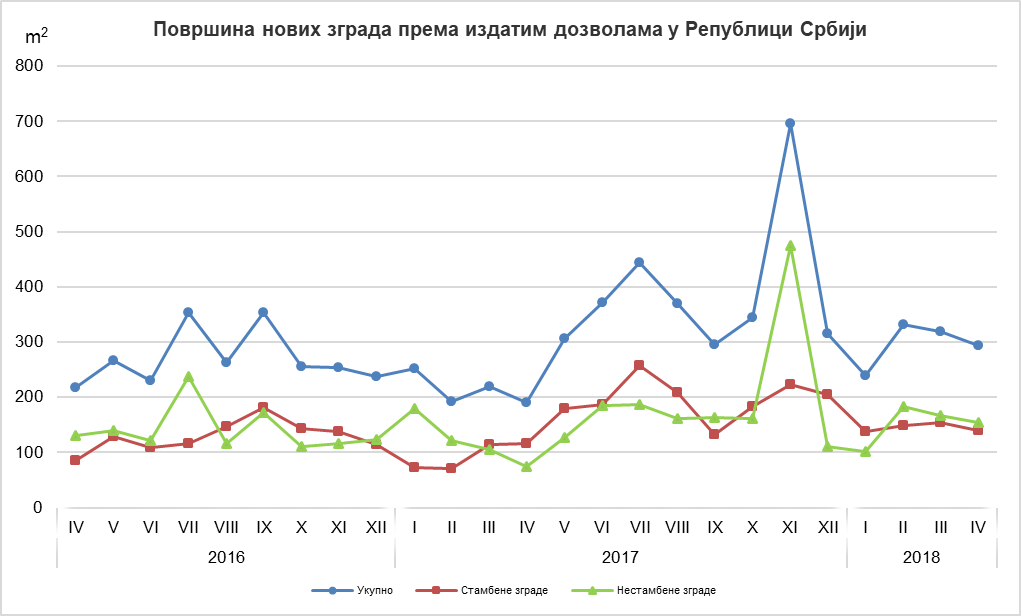 Површина нових зграда према издатим дозволама у Републици Србији
m²
800
700
600
500
400
300
200
100
0
IV V VI VII VIII IX X XI XII I II III IV V VI VII VIII IX X XI XII I II III IV
2016 2017 2018
Укупно Стамбене зграде Нестамбене зграде